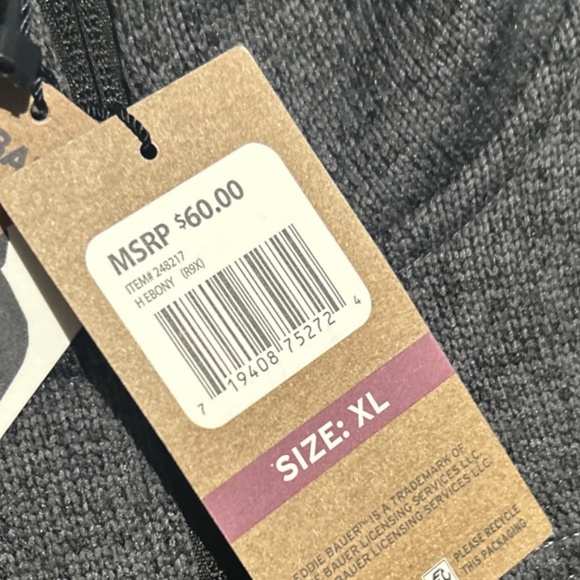 BA
MSRP $60.00
ITEM# 248217
H.EBONY (R9X)
7 19408 75272 4
SIZE: XL
EDDIE BAUER™ IS A TRADEMARK OF
BAUER LICENSING SERVICES LLC
BAUER LICENSING SERVICES LLC.
PLEASE RECYCLE
THIS PACKAGING